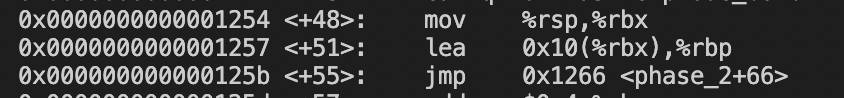 0x0000000000001254 <+48>: mov %rsp,%rbx
0x0000000000001257 <+51>: lea 0x10(%rbx),%rbp
0x000000000000125b <+55>: jmp 0x1266 <phase_2+66>